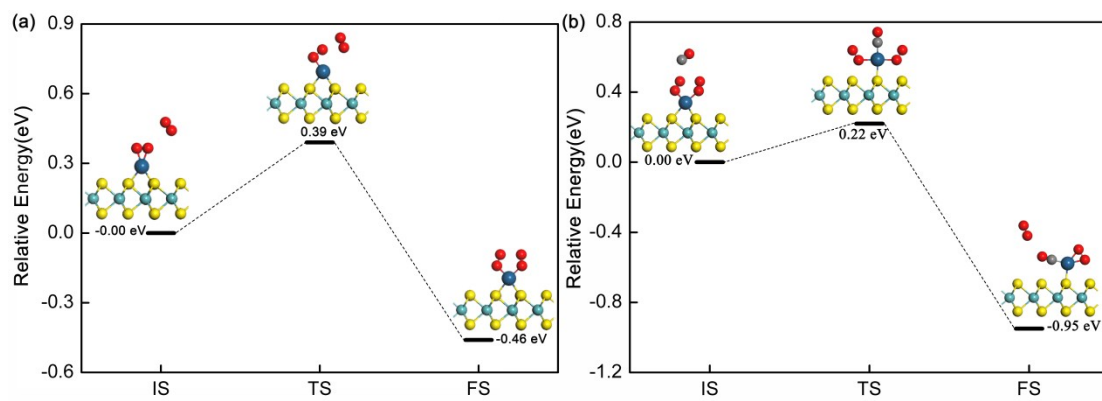 (a)
0.9
0.6
0.3
0.0
-0.3
-0.6
Relative Energy(eV)
-0.00 eV
0.39 eV
-0.46 eV
IS
TS
FS
(b)
0.8
0.4
0.0
-0.4
-0.8
-1.2
Relative Energy(eV)
0.00 eV
0.22 eV
-0.95 eV
IS
TS
FS